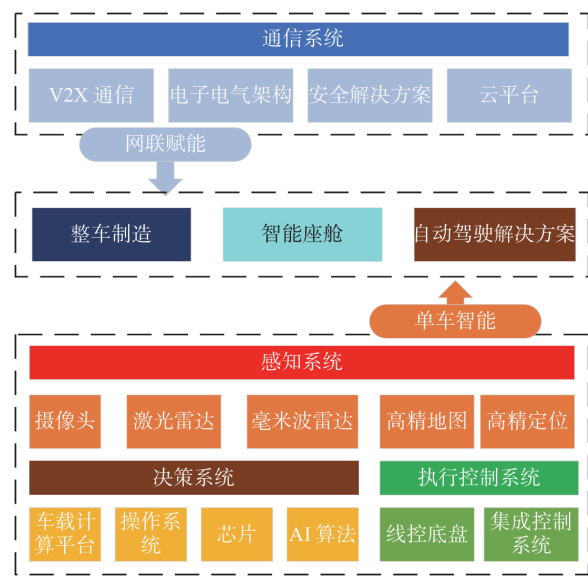 通信系统
V2X 通信
电子电气架构
安全解决方案
云平台
网联赋能
整车制造
智能座舱
自动驾驶解决方案
单车智能
感知系统
摄像头
激光雷达
毫米波雷达
高精地图
高精定位
决策系统
执行控制系统
车载计
算平台
操作系
统
芯片
AI 算法
线控底盘
集成控制
系统